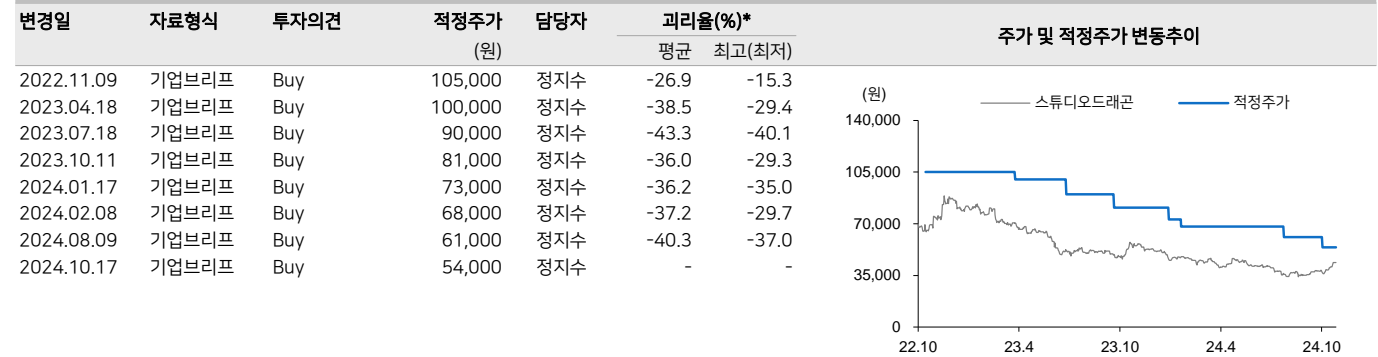 변경일 자료형식 투자의견 적정주가 담당자 괴리율(%)* 주가 및 적정주가 변동추이
(원) 평균 최고(최저)
2022.11.09 기업브리프 Buy 105,000 정지수 -26.9 -15.3
2023.04.18 기업브리프 Buy 100,000 정지수 -38.5 -29.4
2023.07.18 기업브리프 Buy 90,000 정지수 -43.3 -40.1
2023.10.11 기업브리프 Buy 81,000 정지수 -36.0 -29.3
2024.01.17 기업브리프 Buy 73,000 정지수 -36.2 -35.0
2024.02.08 기업브리프 Buy 68,000 정지수 -37.2 -29.7
2024.08.09 기업브리프 Buy 61,000 정지수 -40.3 -37.0
2024.10.17 기업브리프 Buy 54,000 정지수 - -
(원) 스튜디오드래곤 적정주가
140,000
105,000
70,000
35,000
0
22.10 23.4 23.10 24.4 24.10